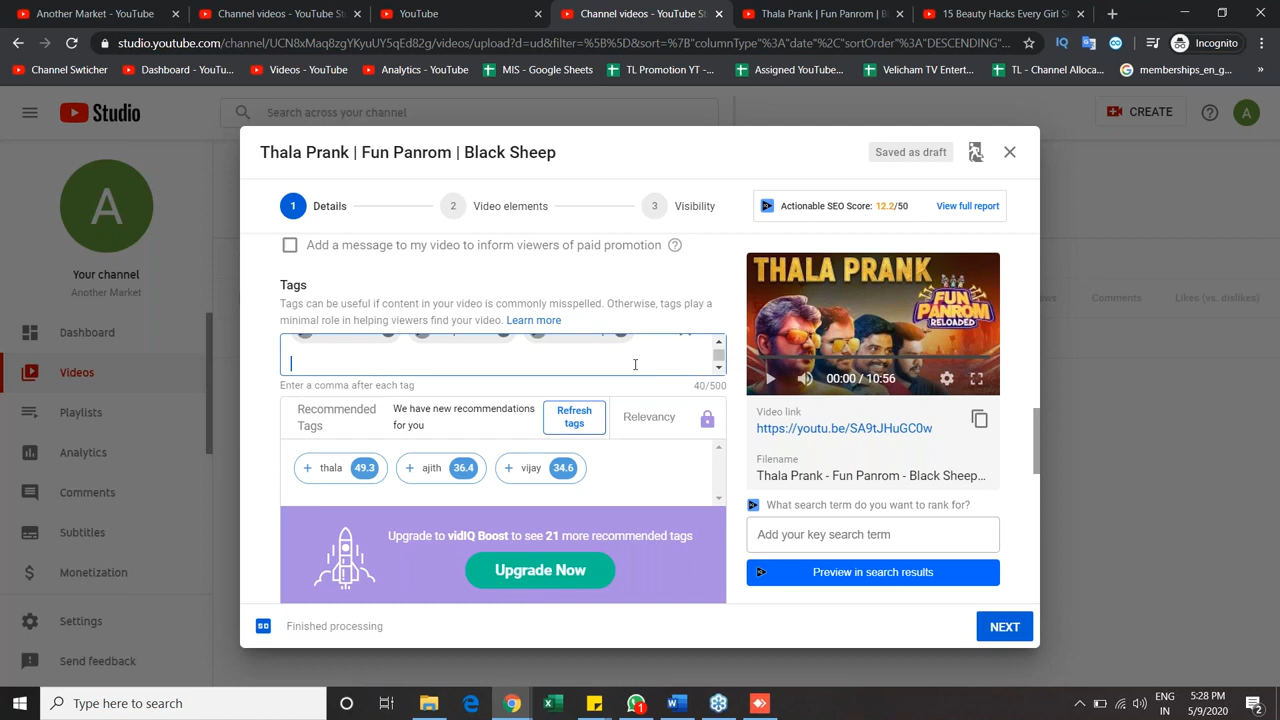 YouTube
Channel videos - YouTube St
YouTube
Channel videos - YouTube St
Thala Prank | Fun Panrom | Bl
15 Beauty Hacks Every Girl Sh
studio.youtube.com/channel/UCN8xMaq8zgYKyuUY5qEd82g/videos/upload?d=ud&filter=%5B%5D&sort=%7B"columnType"%3A"date"%2C"sortOrder"%3A"DESCENDING"...
Incognito
Channel Swticher
Dashboard - YouTu...
Videos - YouTube
Analytics - YouTube
MIS - Google Sheets
TL Promotion YT -...
Assigned YouTube...
Velicham TV Entert...
TL - Channel Alloca...
memberships_en_g...
»
Studio
Search across your channel
CREATE
A
A
Your channel
Another Market
Dashboard
Videos
Playlists
Analytics
Comments
Subtitles
Monetization
Settings
Send feedback
Comments
Likes (vs. dislikes)
Thala Prank | Fun Panrom | Black Sheep
Saved as draft
1 Details
2 Video elements
3 Visibility
Actionable SEO Score: 12.2/50
View full report
Add a message to my video to inform viewers of paid promotion
Tags
Tags can be useful if content in your video is commonly misspelled. Otherwise, tags play a
minimal role in helping viewers find your video. Learn more
Enter a comma after each tag
40/500
Recommended
Tags
We have new recommendations
for you
Refresh
tags
Relevancy
+ thala 49.3
+ ajith 36.4
+ vijay 34.6
Upgrade to vidIQ Boost to see 21 more recommended tags
Upgrade Now
THALA PRANK
FUN
PANROM
RELOADED
00:00 / 10:56
Video link
https://youtu.be/SA9tJHuGC0w
Filename
Thala Prank - Fun Panrom - Black Sheep...
What search term do you want to rank for?
Add your key search term
Preview in search results
SD
Finished processing
NEXT
Type here to search
1
ENG
IN
5:28 PM
5/9/2020
2